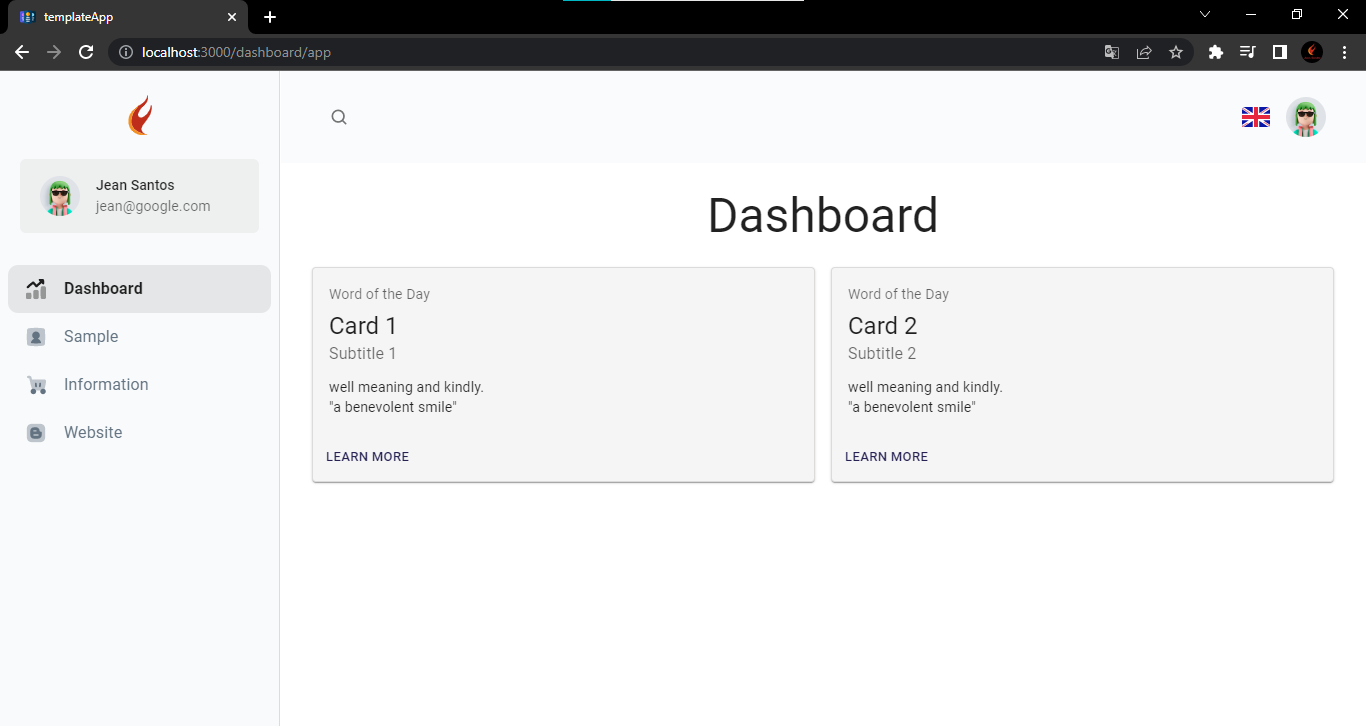 templateApp
localhost:3000/dashboard/app
Jean Santos
jean@google.com
Dashboard
Sample
Information
Website
Dashboard
Word of the Day
Card 1
Subtitle 1
well meaning and kindly.
"a benevolent smile"
LEARN MORE
Word of the Day
Card 2
Subtitle 2
well meaning and kindly.
"a benevolent smile"
LEARN MORE